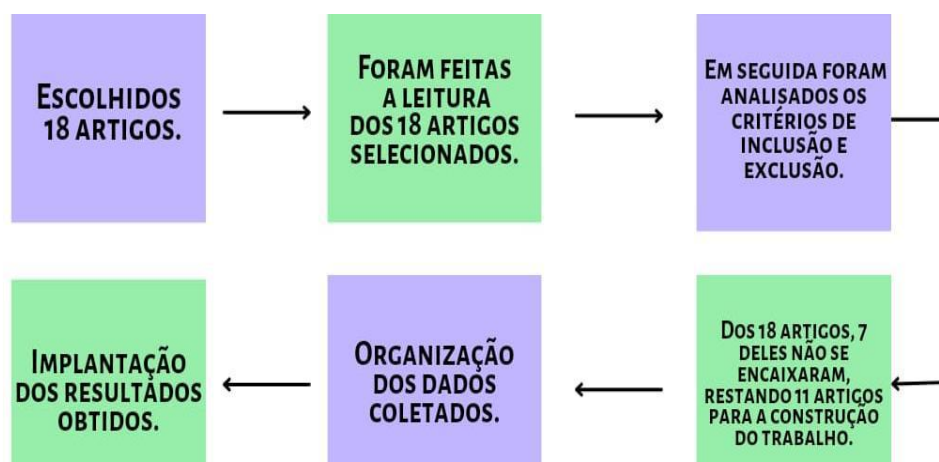 ESCOLHIDOS
18 ARTIGOS.
FORAM FEITAS
A LEITURA
DOS 18 ARTIGOS
SELECIONADOS.
EM SEGUIDA FORAM
ANALISADOS OS
CRITÉRIOS DE
INCLUSÃO E
EXCLUSÃO.
DOS 18 ARTIGOS, 7
DELES NÃO SE
ENCAIXARAM,
RESTANDO 11 ARTIGOS
PARA A CONSTRUÇÃO
DO TRABALHO.
ORGANIZAÇÃO
DOS DADOS
COLETADOS.
IMPLANTAÇÃO
DOS RESULTADOS
OBTIDOS.